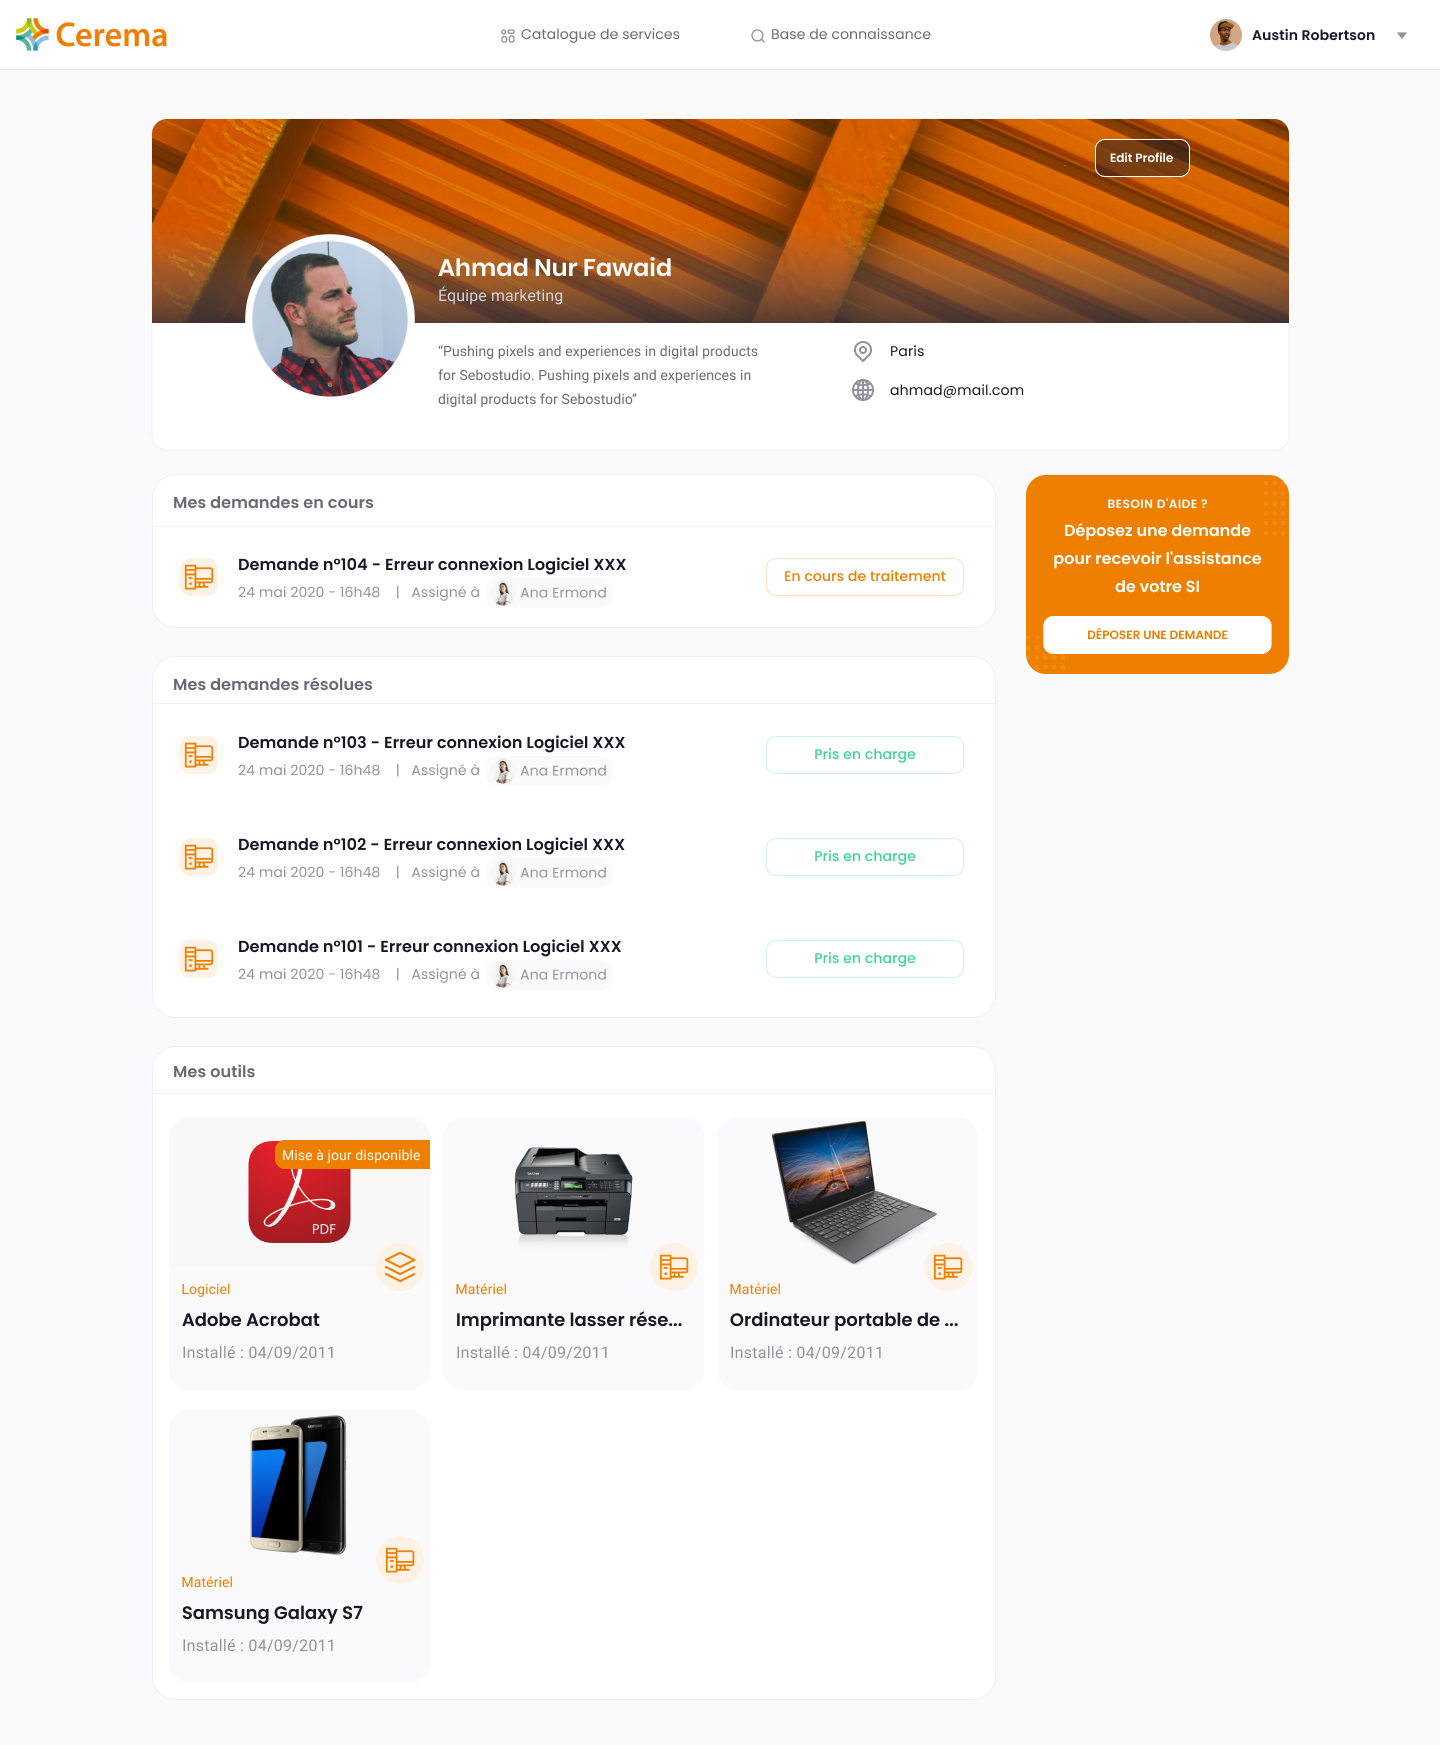 Cerema
Catalogue de services
Base de connaissance
Austin Robertson
Edit Profile
Ahmad Nur Fawaid
Équipe marketing
“Pushing pixels and experiences in digital products
for Sebostudio. Pushing pixels and experiences in
digital products for Sebostudio”
Paris
ahmad@mail.com
Mes demandes en cours
Demande n°104 - Erreur connexion Logiciel XXX
24 mai 2020 - 16h48 | Assigné à Ana Ermond
En cours de traitement
BESOIN D'AIDE ?
Déposez une demande
pour recevoir l'assistance
de votre SI
DÉPOSER UNE DEMANDE
Mes demandes résolues
Demande n°103 - Erreur connexion Logiciel XXX
24 mai 2020 - 16h48 | Assigné à Ana Ermond
Pris en charge
Demande n°102 - Erreur connexion Logiciel XXX
24 mai 2020 - 16h48 | Assigné à Ana Ermond
Pris en charge
Demande n°101 - Erreur connexion Logiciel XXX
24 mai 2020 - 16h48 | Assigné à Ana Ermond
Pris en charge
Mes outils
Mise à jour disponible
PDF
Logiciel
Adobe Acrobat
Installé : 04/09/2011
Matériel
Imprimante lasser rése...
Installé : 04/09/2011
Matériel
Ordinateur portable de ...
Installé : 04/09/2011
Matériel
Samsung Galaxy S7
Installé : 04/09/2011